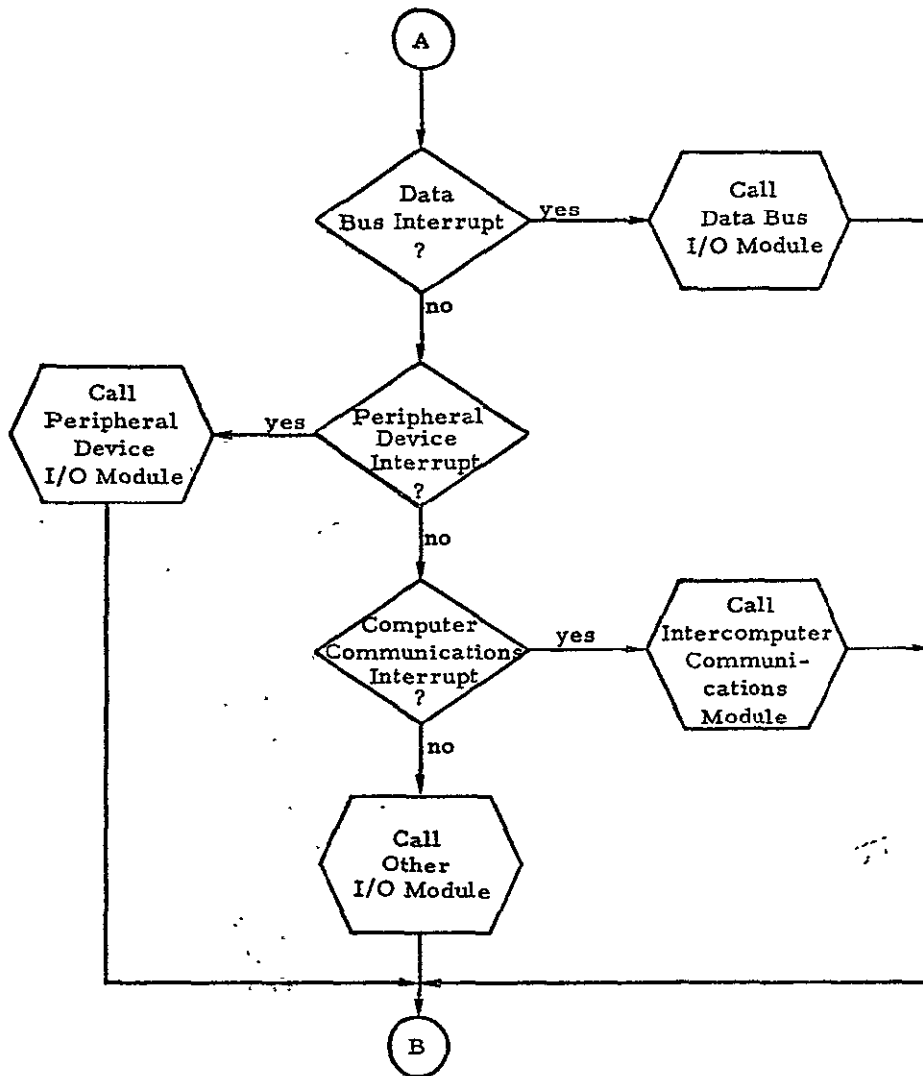 A
Data
Bus Interrupt
?
yes
Call
Data Bus
I/O Module
no
Call
Peripheral
Device
I/O Module
yes
Peripheral
Device
Interrupt
?
no
Computer
Communications
Interrupt
?
yes
Call
Intercomputer
Communi-
cations
Module
no
Call
Other
I/O Module
B